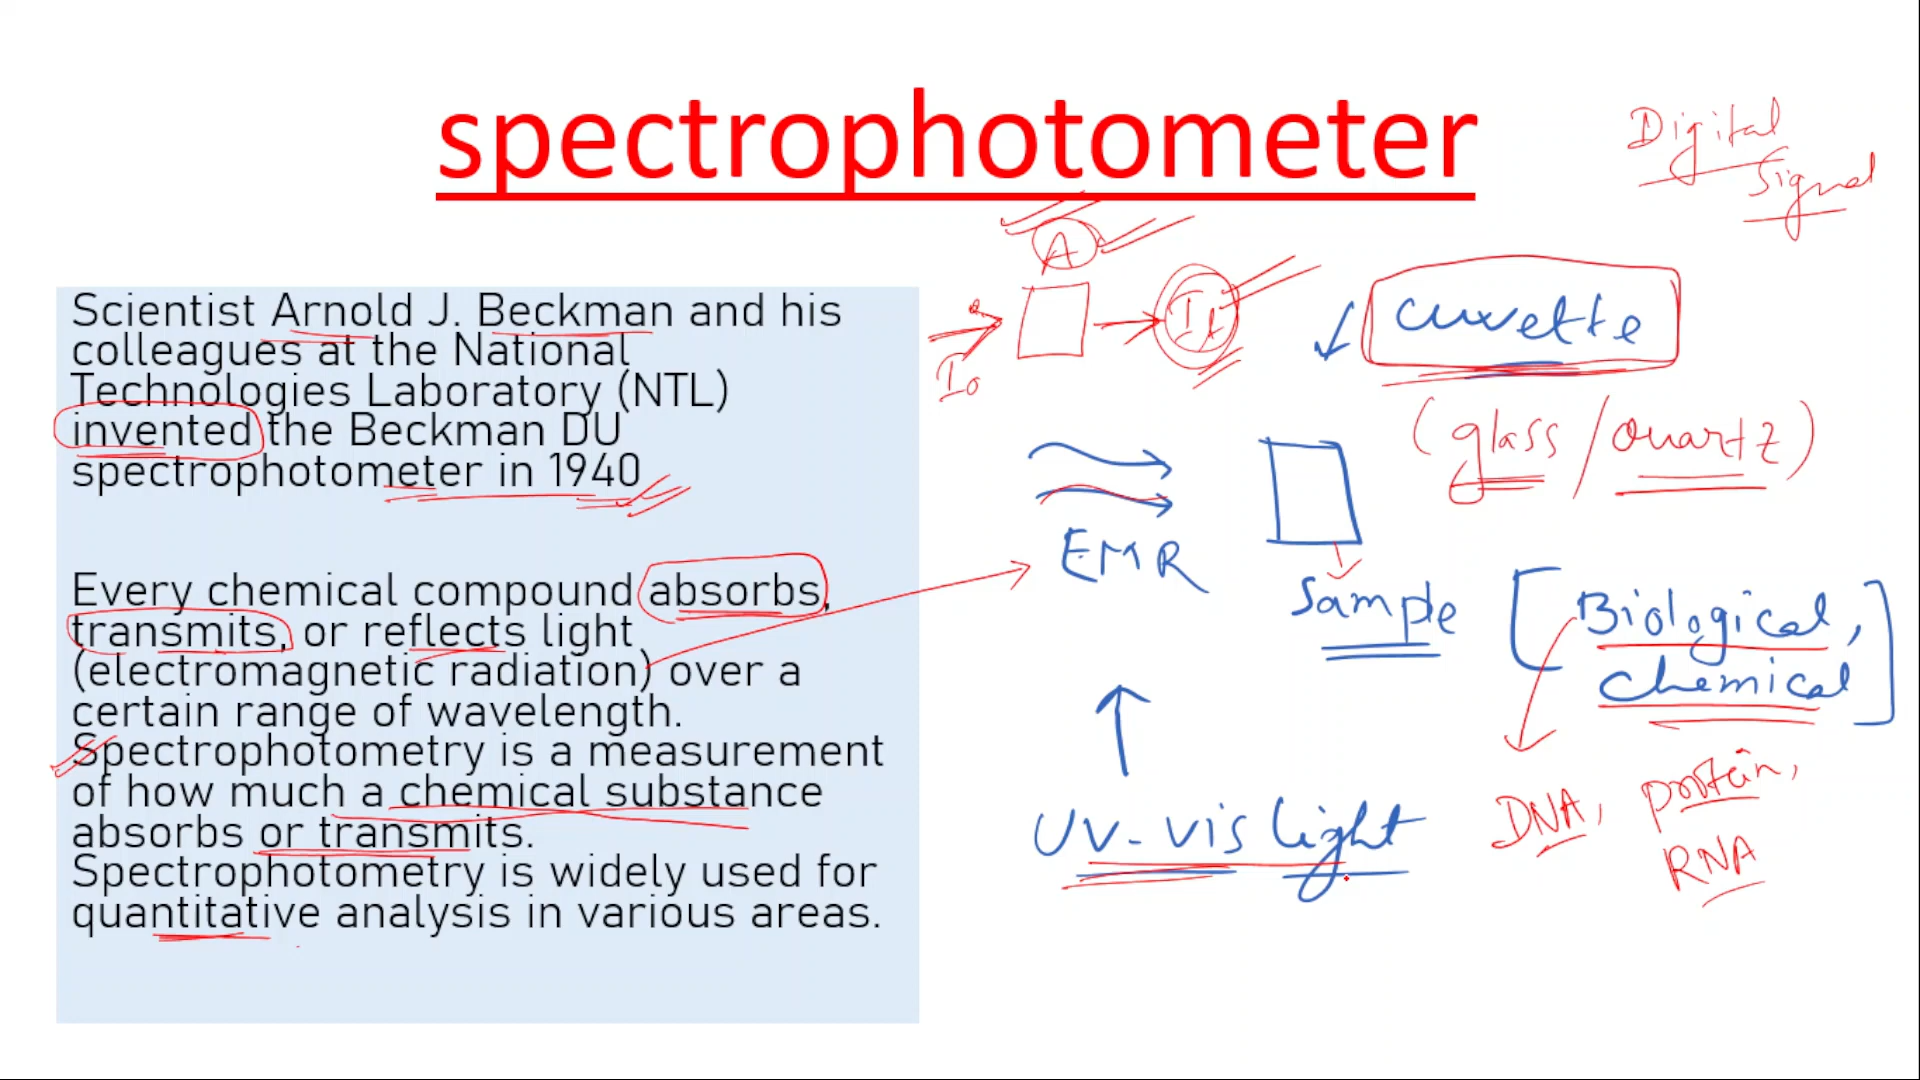 spectrophotometer
Digital
Signal
A
I₀
It
cuvette
(glass / quartz)
Scientist Arnold J. Beckman and his
colleagues at the National
Technologies Laboratory (NTL)
invented the Beckman DU
spectrophotometer in 1940
Every chemical compound absorbs,
transmits, or reflects light
(electromagnetic radiation) over a
certain range of wavelength.
Spectrophotometry is a measurement
of how much a chemical substance
absorbs or transmits.
Spectrophotometry is widely used for
quantitative analysis in various areas.
EMR
Sample
[Biological,
chemical]
UV-Vis light
DNA, protein,
RNA